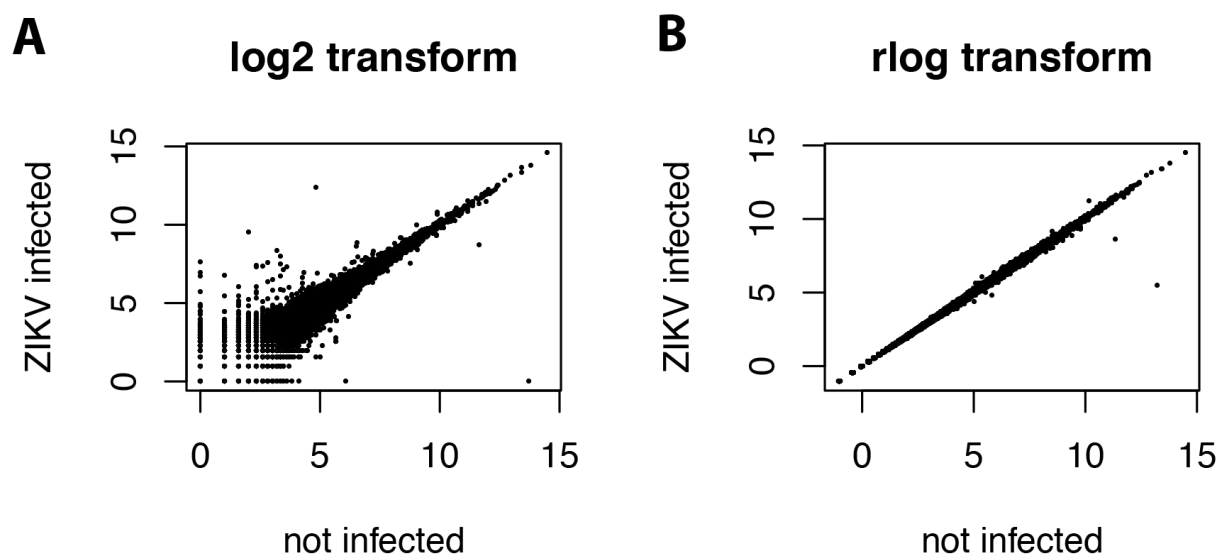 A
log2 transform
ZIKV infected
15
10
5
0
0 5 10 15
not infected
B
rlog transform
ZIKV infected
15
10
5
0
0 5 10 15
not infected